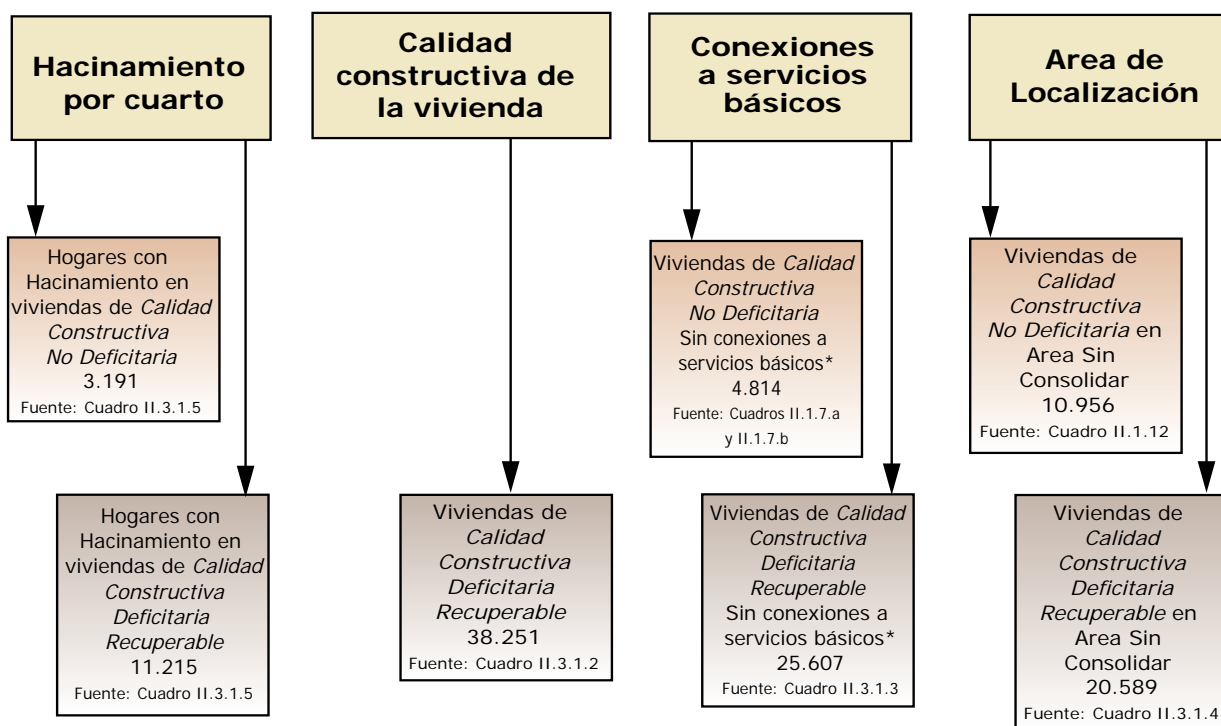 Hacinamiento
por cuarto
Calidad
constructiva de
la vivienda
Conexiones
a servicios
básicos
Area de
Localización
Hogares con
Hacinamiento en
viviendas de Calidad
Constructiva
No Deficitaria
3.191
Fuente: Cuadro II.3.1.5
Viviendas de Calidad
Constructiva
No Deficitaria
Sin conexiones a
servicios básicos*
4.814
Fuente: Cuadros II.1.7.a
y II.1.7.b
Viviendas de
Calidad
Constructiva
No Deficitaria en
Area Sin
Consolidar
10.956
Fuente: Cuadro II.1.12
Hogares con
Hacinamiento en
viviendas de Calidad
Constructiva
Deficitaria
Recuperable
11.215
Fuente: Cuadro II.3.1.5
Viviendas de
Calidad
Constructiva
Deficitaria
Recuperable
38.251
Fuente: Cuadro II.3.1.2
Viviendas de Calidad
Constructiva
Deficitaria
Recuperable
Sin conexiones a
servicios básicos*
25.607
Fuente: Cuadro II.3.1.3
Viviendas de
Calidad
Constructiva
Deficitaria
Recuperable en
Area Sin
Consolidar
20.589
Fuente: Cuadro II.3.1.4